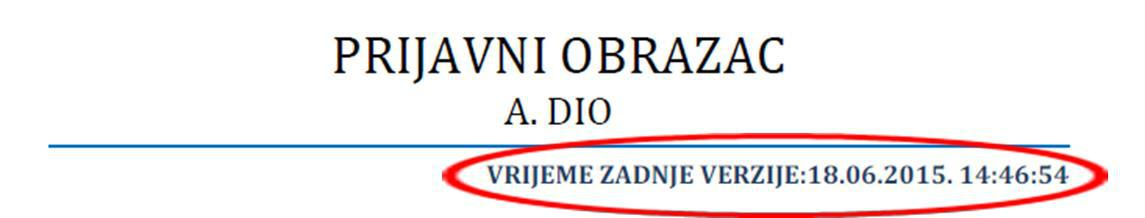 PRIJAVNI OBRAZAC
A. DIO
VRIJEME ZADNJE VERZIJE:18.06.2015. 14:46:54